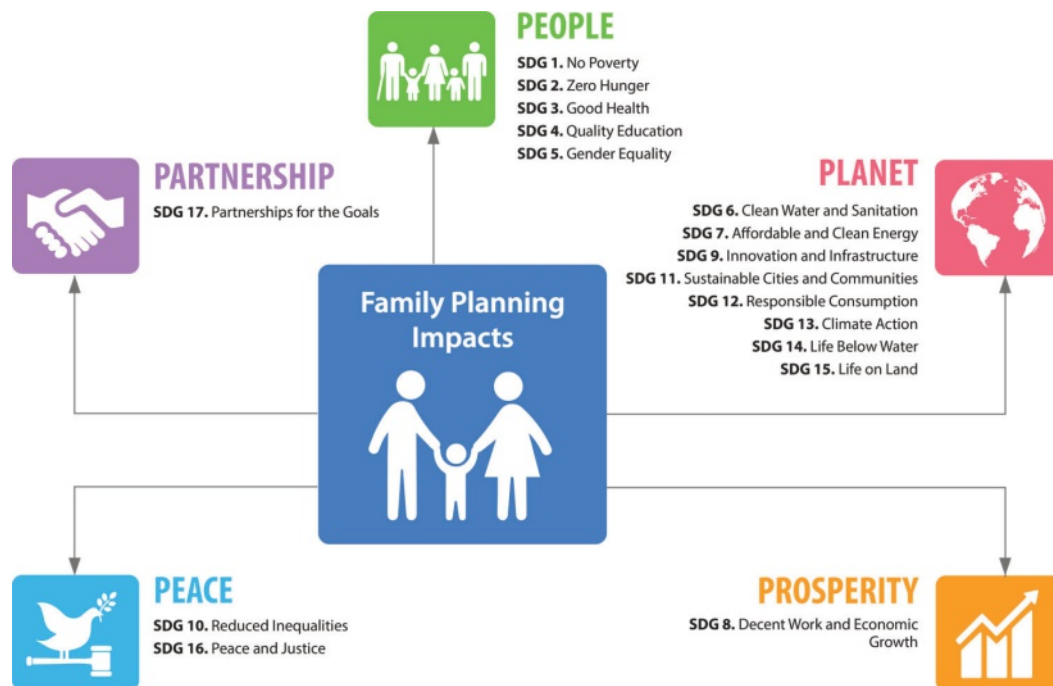 PEOPLE
SDG 1. No Poverty
SDG 2. Zero Hunger
SDG 3. Good Health
SDG 4. Quality Education
SDG 5. Gender Equality
PARTNERSHIP
SDG 17. Partnerships for the Goals
PLANET
SDG 6. Clean Water and Sanitation
SDG 7. Affordable and Clean Energy
SDG 9. Innovation and Infrastructure
SDG 11. Sustainable Cities and Communities
SDG 12. Responsible Consumption
SDG 13. Climate Action
SDG 14. Life Below Water
SDG 15. Life on Land
Family Planning
Impacts
PEACE
SDG 10. Reduced Inequalities
SDG 16. Peace and Justice
PROSPERITY
SDG 8. Decent Work and Economic
Growth